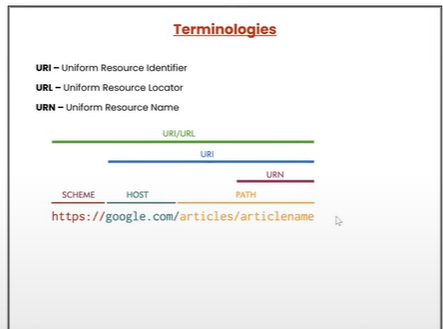 Terminologies
URI – Uniform Resource Identifier
URL – Uniform Resource Locator
URN – Uniform Resource Name
URI/URL
URI
URN
SCHEME HOST PATH
https://google.com/articles/articlename